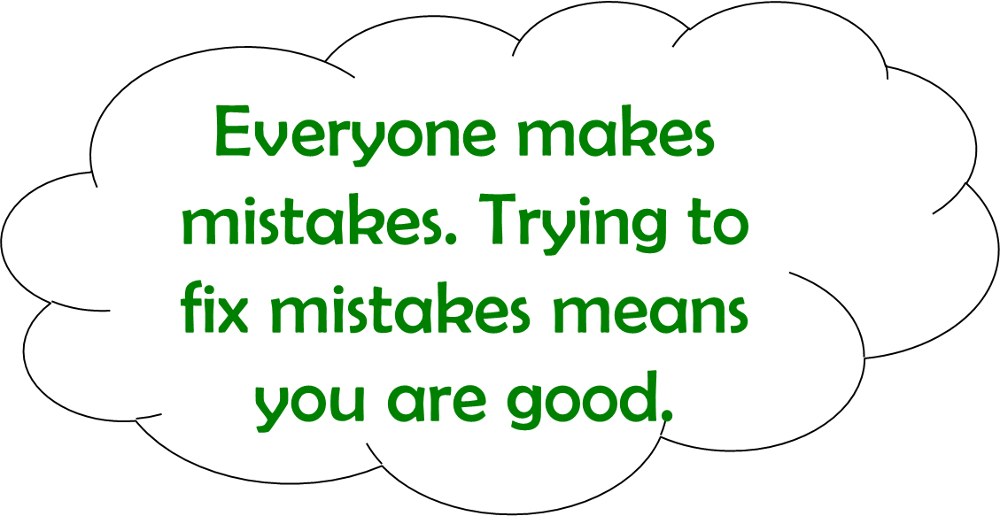 Everyone makes
mistakes. Trying to
fix mistakes means
you are good.